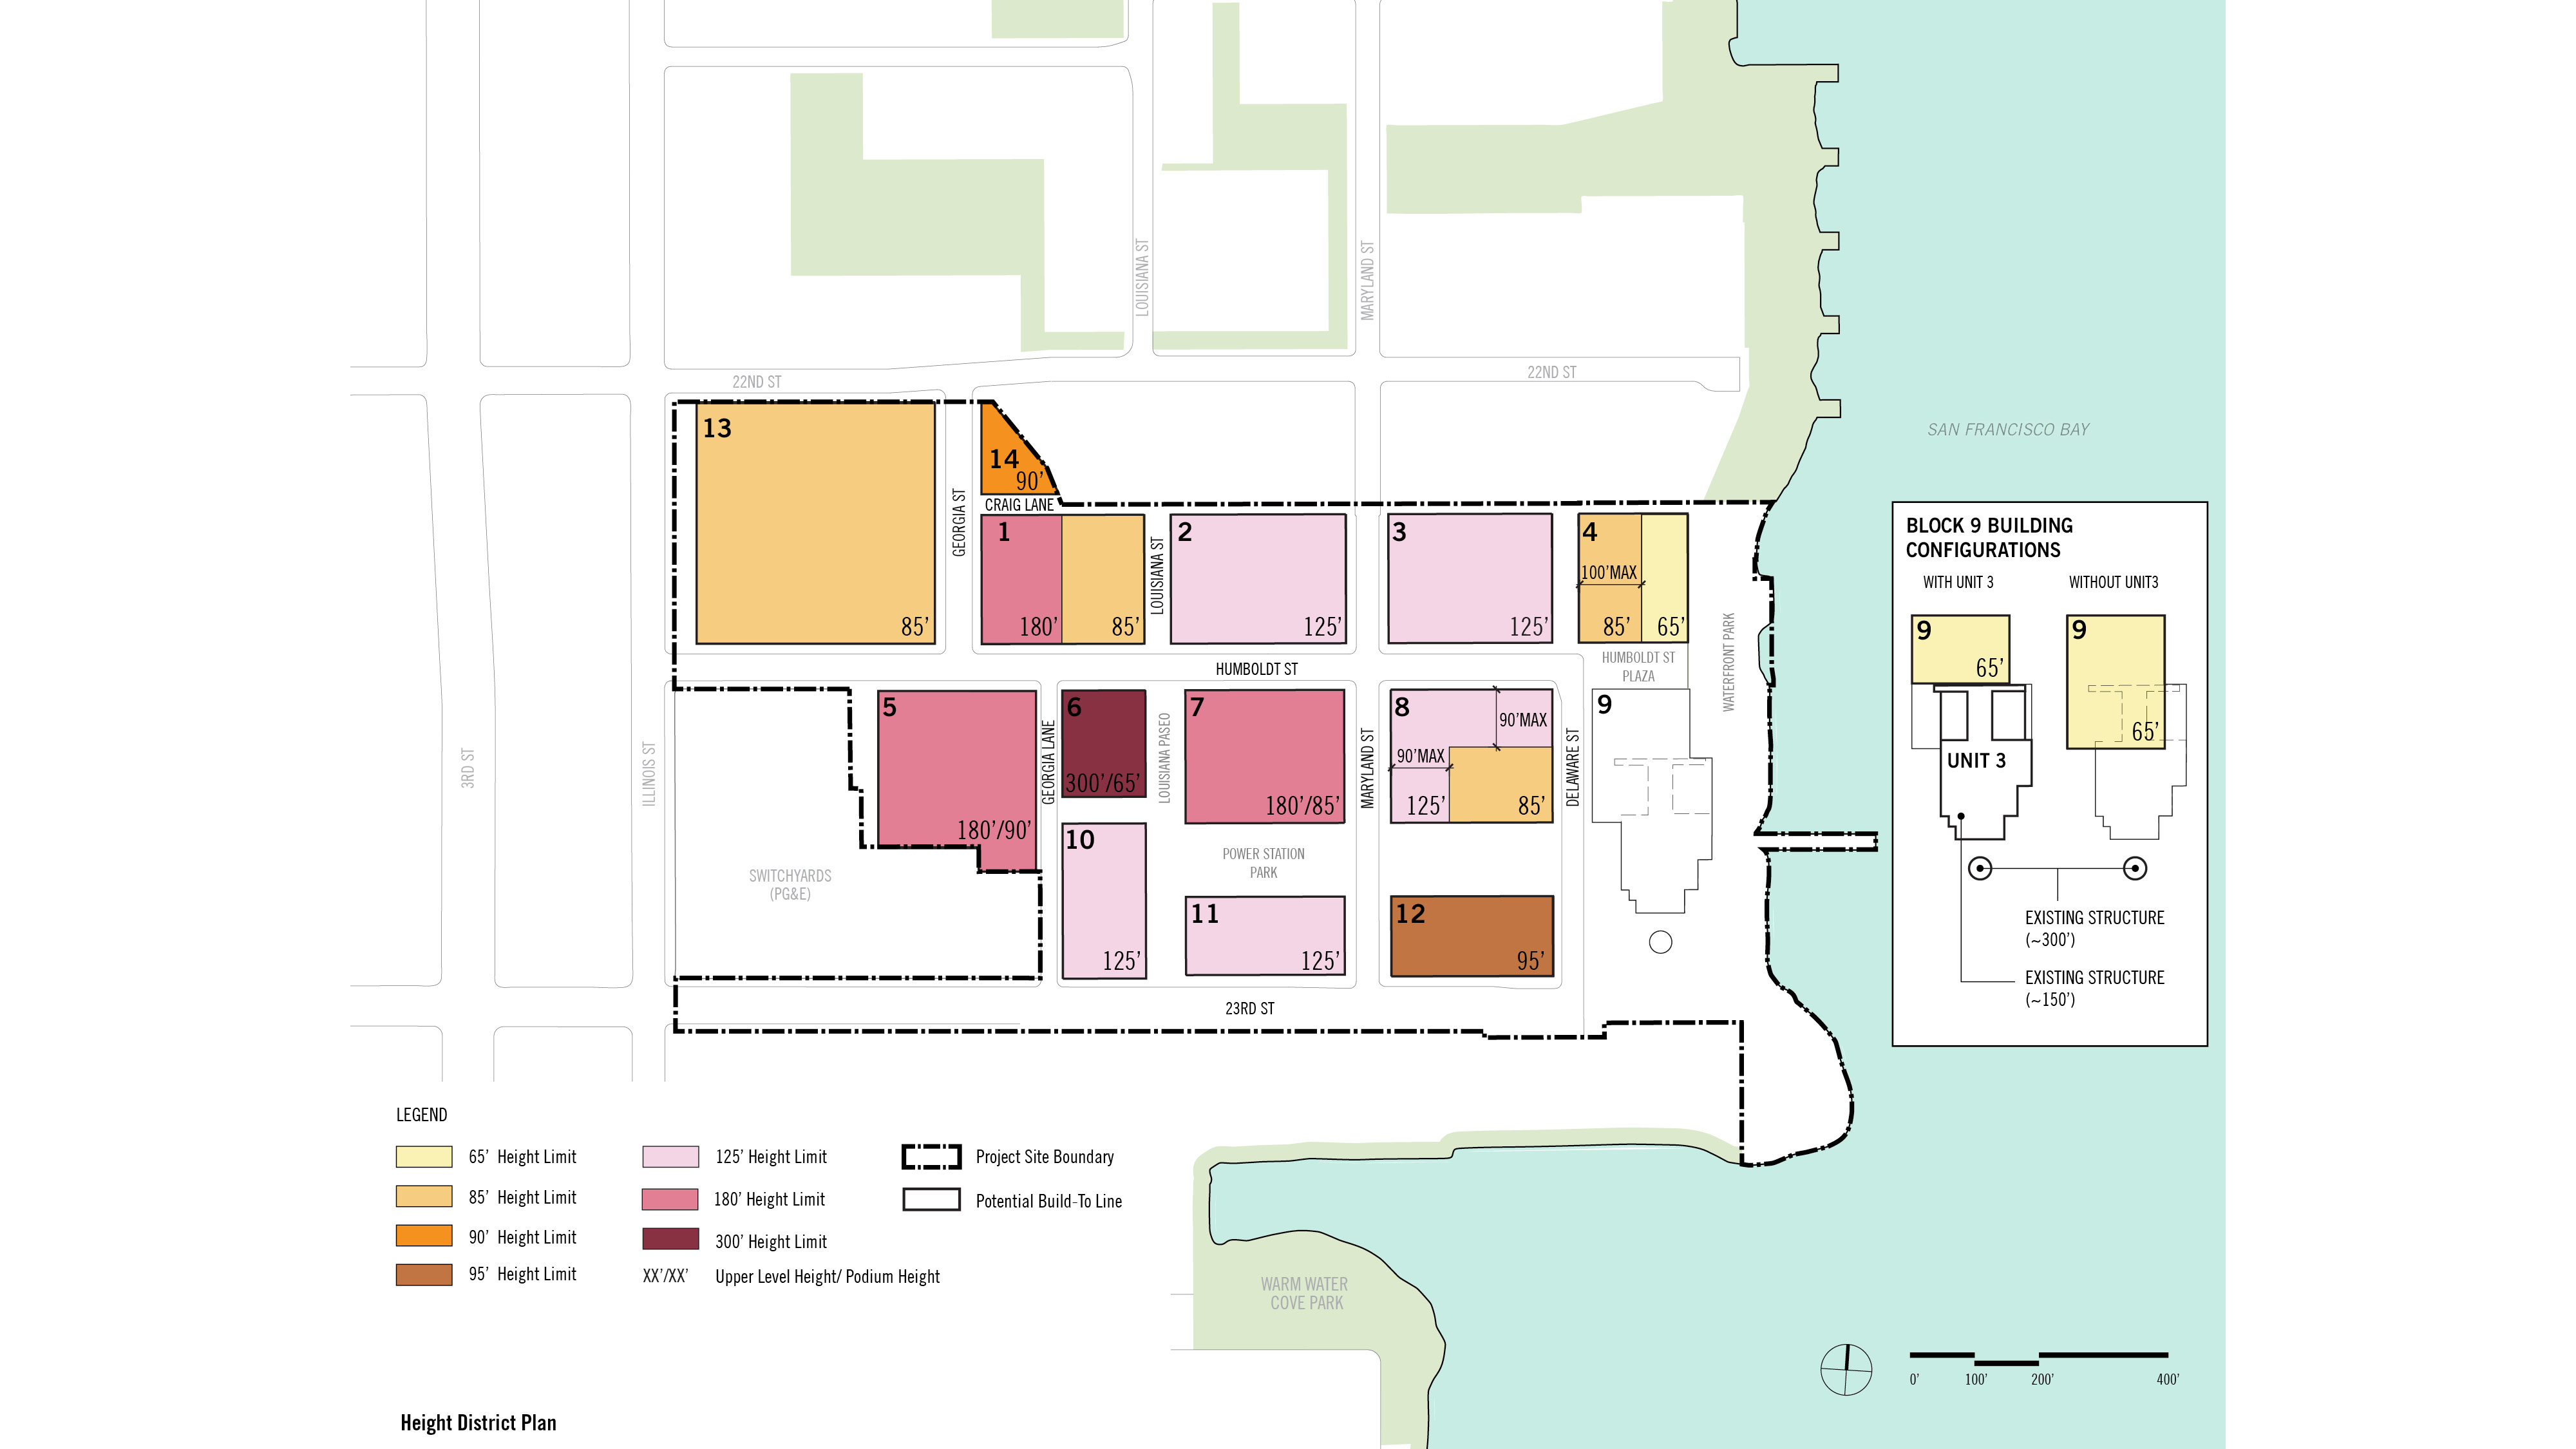 LOUISIANA ST
MARYLAND ST
22ND ST
22ND ST
SAN FRANCISCO BAY
13
85’
14
90’
GEORGIA ST
CRAIG LANE
1
180’
85’
LOUISIANA ST
2
125’
3
125’
4
100’MAX
85’
65’
HUMBOLDT ST
HUMBOLDT ST
PLAZA
WATERFRONT PARK
3RD ST
ILLINOIS ST
SWITCHYARDS
(PG&E)
5
180’/90’
GEORGIA LANE
6
300’/65’
LOUISIANA PASEO
7
180’/85’
MARYLAND ST
8
90’MAX
90’MAX
125’
85’
DELAWARE ST
9
10
125’
POWER STATION
PARK
11
125’
12
95’
23RD ST
BLOCK 9 BUILDING
CONFIGURATIONS
WITH UNIT 3
WITHOUT UNIT3
9
65’
UNIT 3
9
65’
EXISTING STRUCTURE
(~300’)
EXISTING STRUCTURE
(~150’)
LEGEND
65’ Height Limit
85’ Height Limit
90’ Height Limit
95’ Height Limit
125’ Height Limit
180’ Height Limit
300’ Height Limit
XX’/XX’ Upper Level Height/ Podium Height
Project Site Boundary
Potential Build-To Line
WARM WATER
COVE PARK
0’ 100’ 200’ 400’
Height District Plan